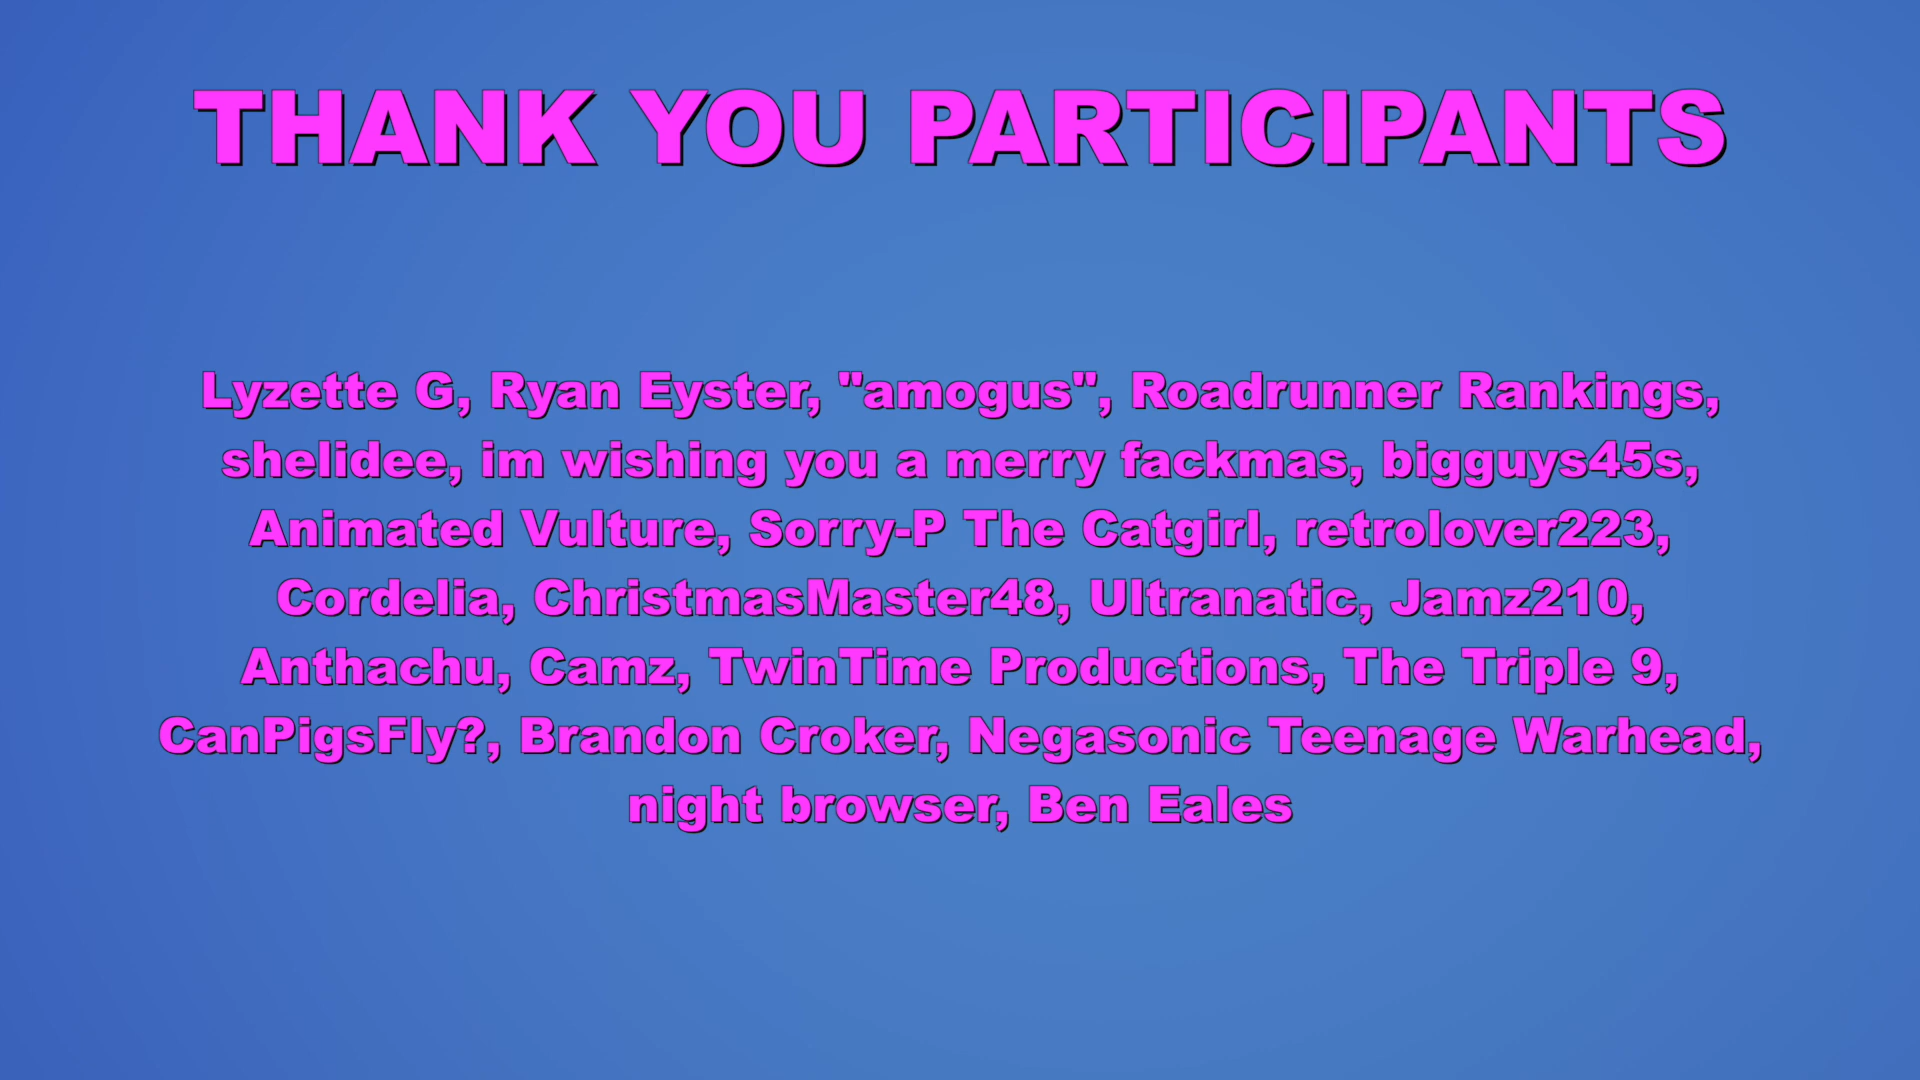 THANK YOU PARTICIPANTS
Lyzette G, Ryan Eyster, "amogus", Roadrunner Rankings,
shelidee, im wishing you a merry fackmas, bigguys45s,
Animated Vulture, Sorry-P The Catgirl, retrolover223,
Cordelia, ChristmasMaster48, Ultranatic, Jamz210,
Anthachu, Camz, TwinTime Productions, The Triple 9,
CanPigsFly?, Brandon Croker, Negasonic Teenage Warhead,
night browser, Ben Eales